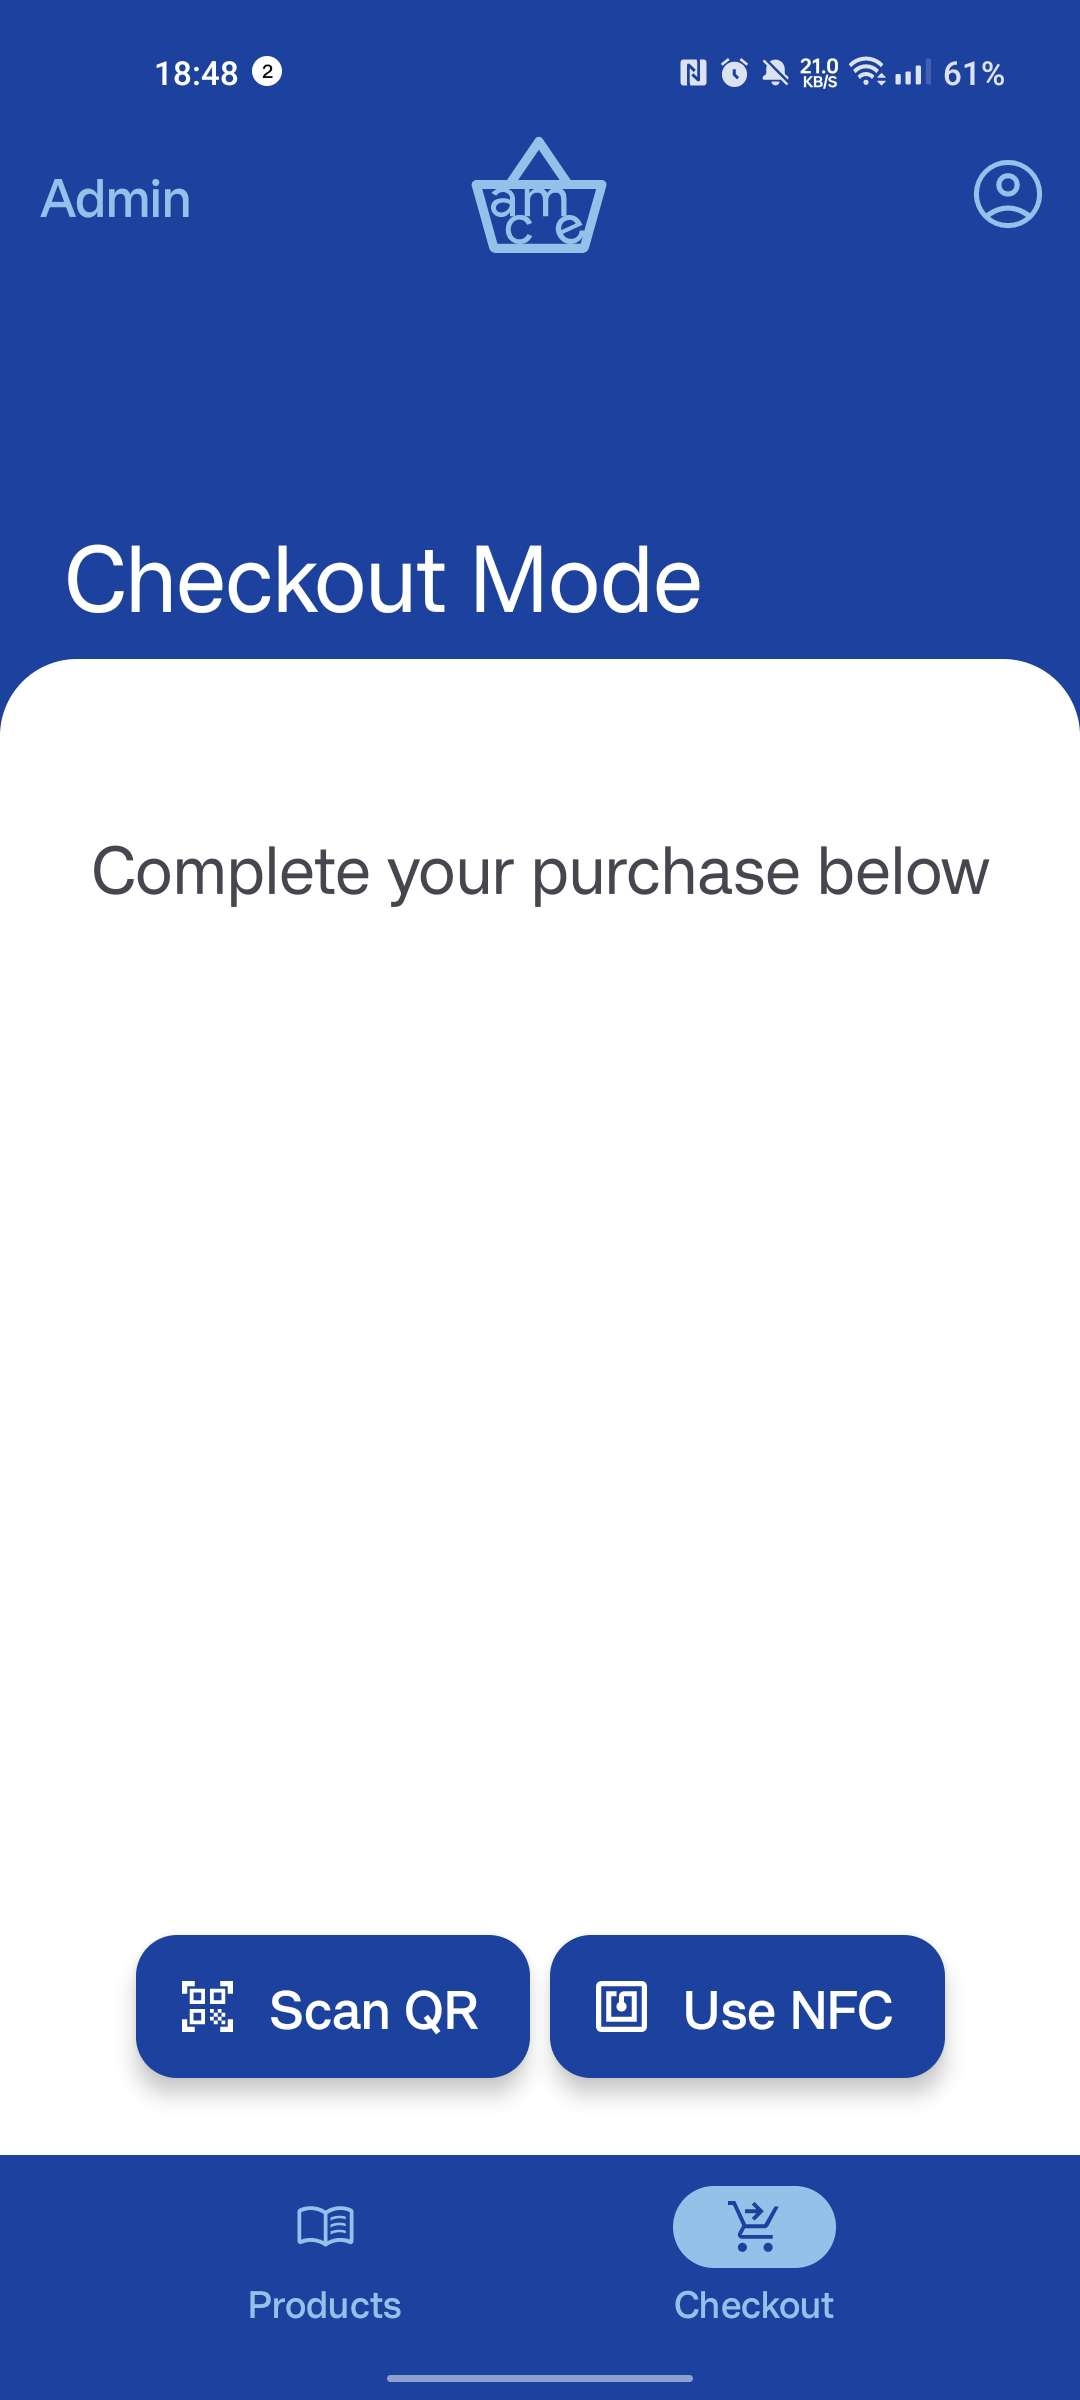 18:48 2 21.0 KB/S 61%
Admin
am
c e
Checkout Mode
Complete your purchase below
Scan QR Use NFC
Products Checkout